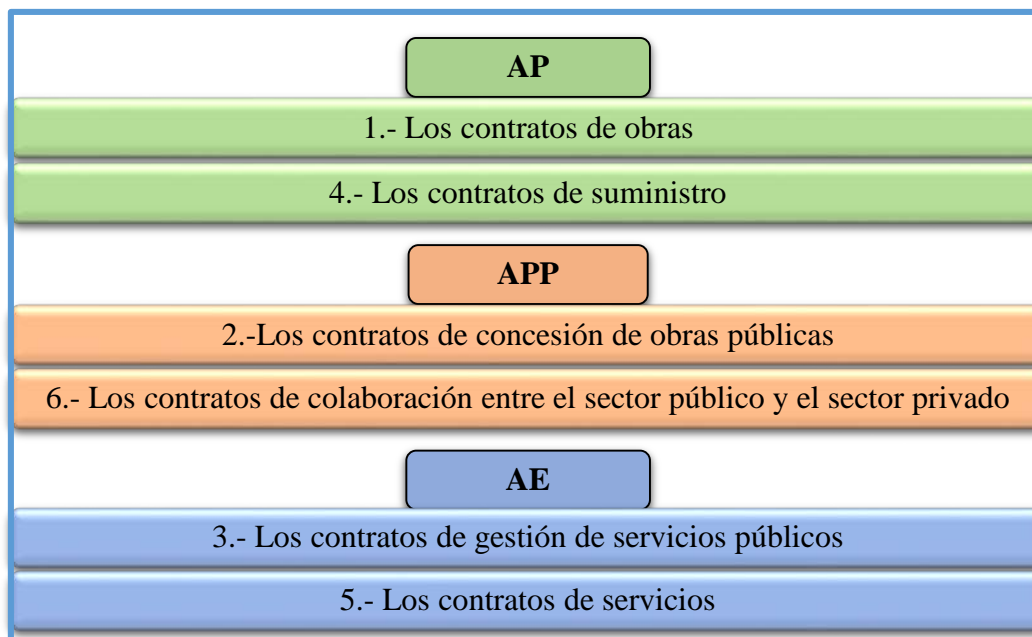 AP
1.- Los contratos de obras
4.- Los contratos de suministro
APP
2.-Los contratos de concesión de obras públicas
6.- Los contratos de colaboración entre el sector público y el sector privado
AE
3.- Los contratos de gestión de servicios públicos
5.- Los contratos de servicios